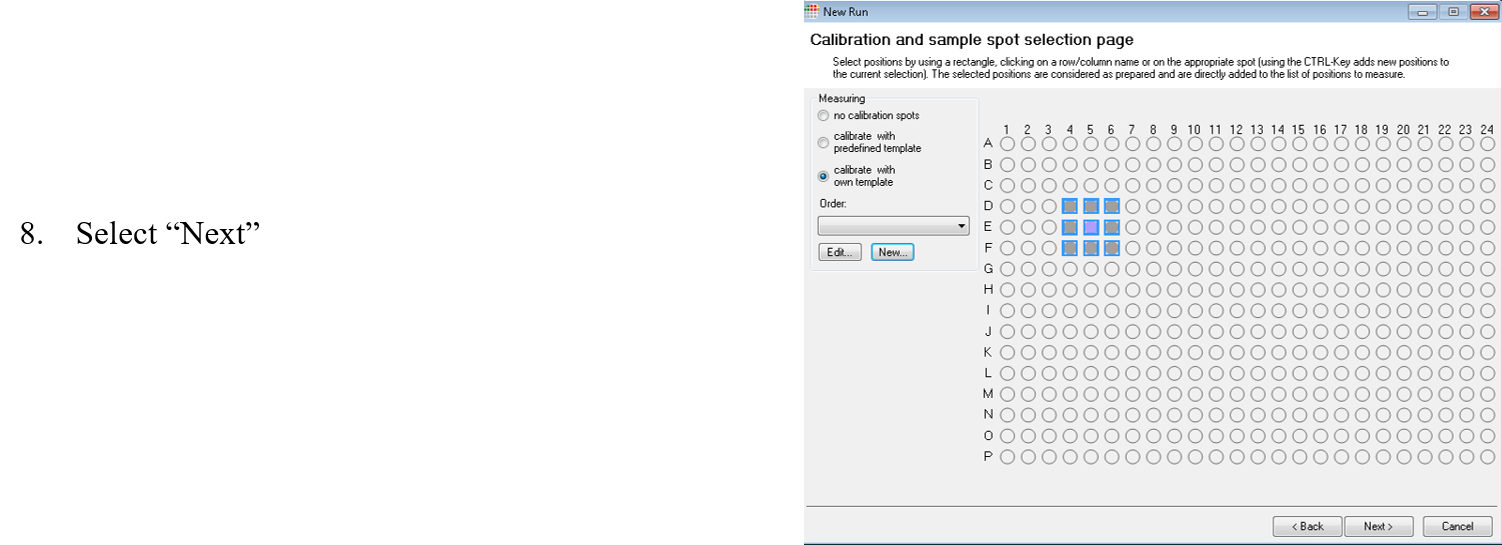 8. Select “Next”
New Run
Calibration and sample spot selection page
Select positions by using a rectangle, clicking on a row/column name or on the appropriate spot (using the CTRL-Key adds new positions to
the current selection). The selected positions are considered as prepared and are directly added to the list of positions to measure.
Measuring
no calibration spots
calibrate with
predefined template
calibrate with
own template
Order:
Edit...
New...
1 2 3 4 5 6 7 8 9 10 11 12 13 14 15 16 17 18 19 20 21 22 23 24
A
B
C
D
E
F
G
H
I
J
K
L
M
N
O
P
< Back
Next >
Cancel